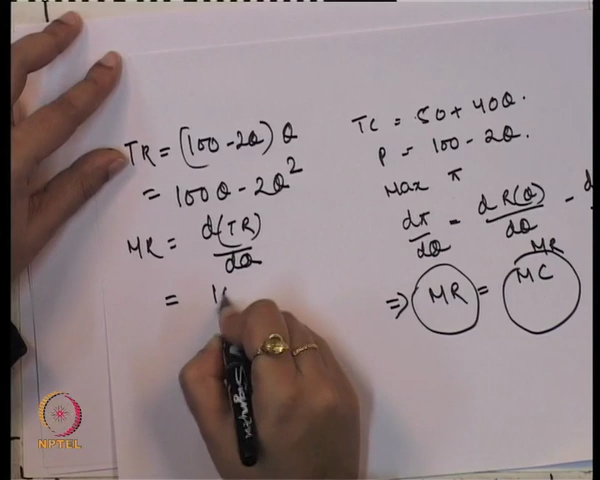 TR = (100 - 2Q) Q
= 100Q - 2Q²
MR = d(TR)/dQ
= 1
TC = 50 + 40Q.
P = 100 - 2Q.
Max π
dπ/dQ = dR(Q)/dQ - d
MR
=> MR = MC
NPTEL